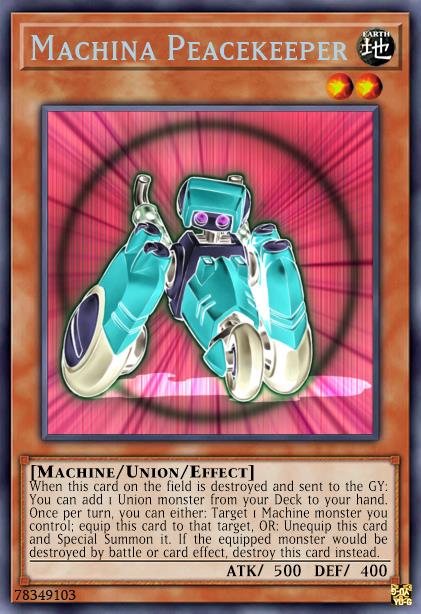 Machina Peacekeeper
EARTH
地
[Machine/Union/Effect]
When this card on the field is destroyed and sent to the GY:
You can add 1 Union monster from your Deck to your hand.
Once per turn, you can either: Target 1 Machine monster you
control; equip this card to that target, OR: Unequip this card
and Special Summon it. If the equipped monster would be
destroyed by battle or card effect, destroy this card instead.
ATK/ 500 DEF/ 400
78349103